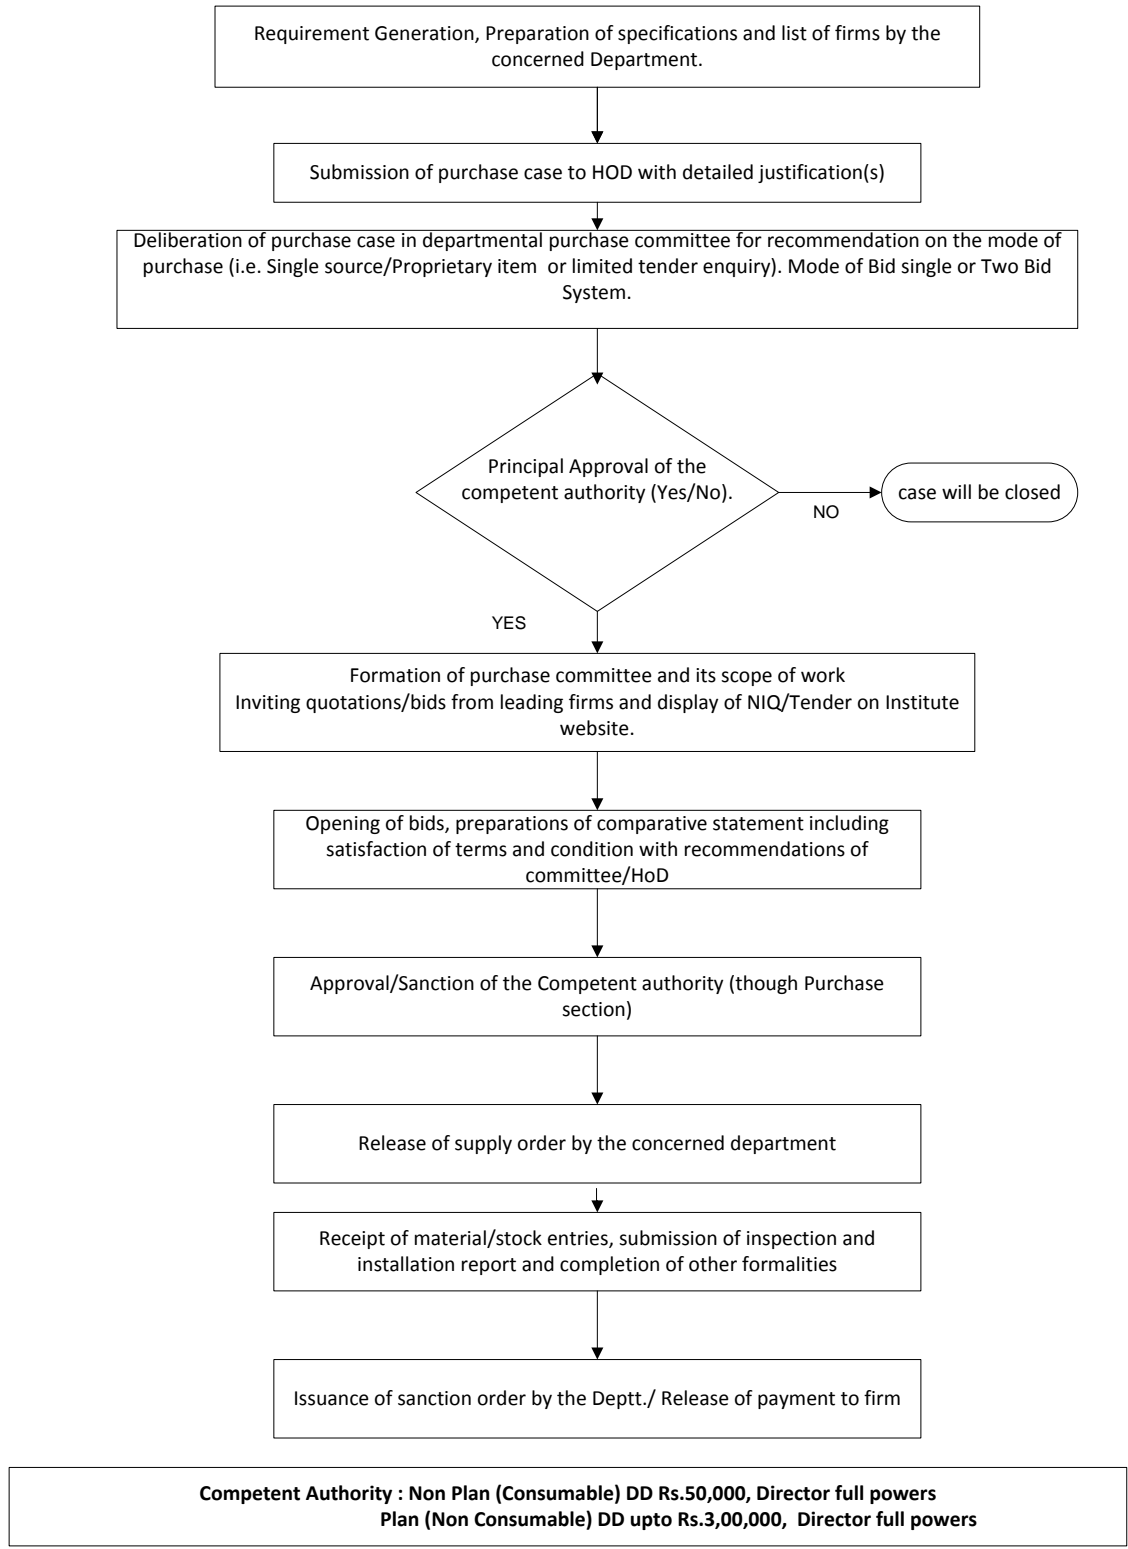 Requirement Generation, Preparation of specifications and list of firms by the
concerned Department.
Submission of purchase case to HOD with detailed justification(s)
Deliberation of purchase case in departmental purchase committee for recommendation on the mode of
purchase (i.e. Single source/Proprietary item or limited tender enquiry). Mode of Bid single or Two Bid
System.
Principal Approval of the
competent authority (Yes/No).
case will be closed
NO
YES
Formation of purchase committee and its scope of work
Inviting quotations/bids from leading firms and display of NIQ/Tender on Institute
website.
Opening of bids, preparations of comparative statement including
satisfaction of terms and condition with recommendations of
committee/HoD
Approval/Sanction of the Competent authority (though Purchase
section)
Release of supply order by the concerned department
Receipt of material/stock entries, submission of inspection and
installation report and completion of other formalities
Issuance of sanction order by the Deptt./ Release of payment to firm
Competent Authority : Non Plan (Consumable) DD Rs.50,000, Director full powers
Plan (Non Consumable) DD upto Rs.3,00,000, Director full powers